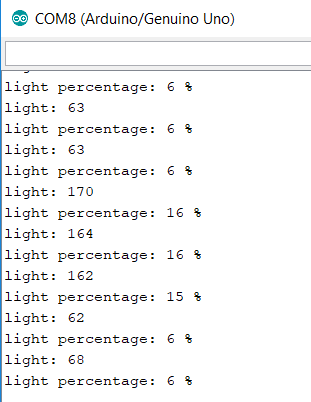 COM8 (Arduino/Genuino Uno)
light percentage: 6 %
light: 63
light percentage: 6 %
light: 63
light percentage: 6 %
light: 170
light percentage: 16 %
light: 164
light percentage: 16 %
light: 162
light percentage: 15 %
light: 62
light percentage: 6 %
light: 68
light percentage: 6 %